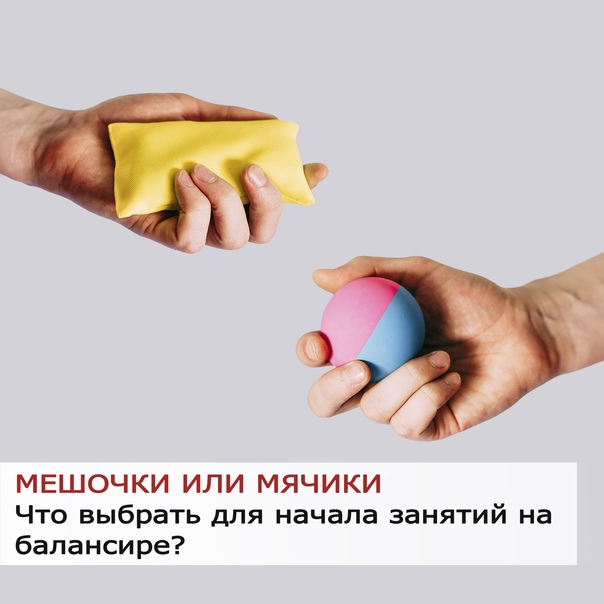 МЕШОЧКИ ИЛИ МЯЧИКИ
Что выбрать для начала занятий на
балансире?